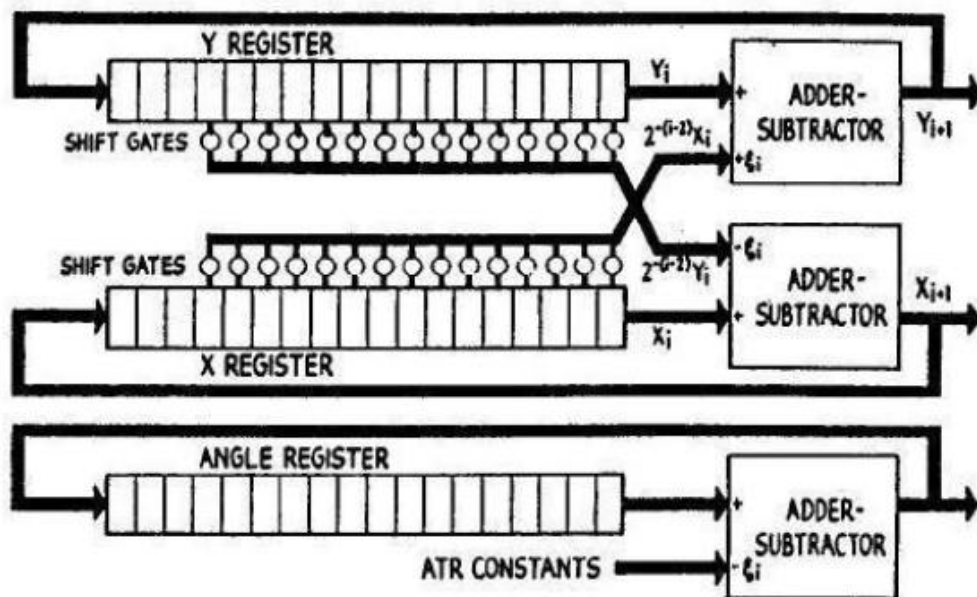 Y REGISTER
Yᵢ
+
ADDER-
SUBTRACTOR
Yᵢ₊₁
SHIFT GATES
2⁻⁽ⁱ⁻²⁾Xᵢ
+ξᵢ
SHIFT GATES
2⁻⁽ⁱ⁻²⁾Yᵢ
-ξᵢ
ADDER-
SUBTRACTOR
Xᵢ₊₁
Xᵢ
+
X REGISTER
ANGLE REGISTER
+
ADDER-
SUBTRACTOR
ATR CONSTANTS
-ξᵢ